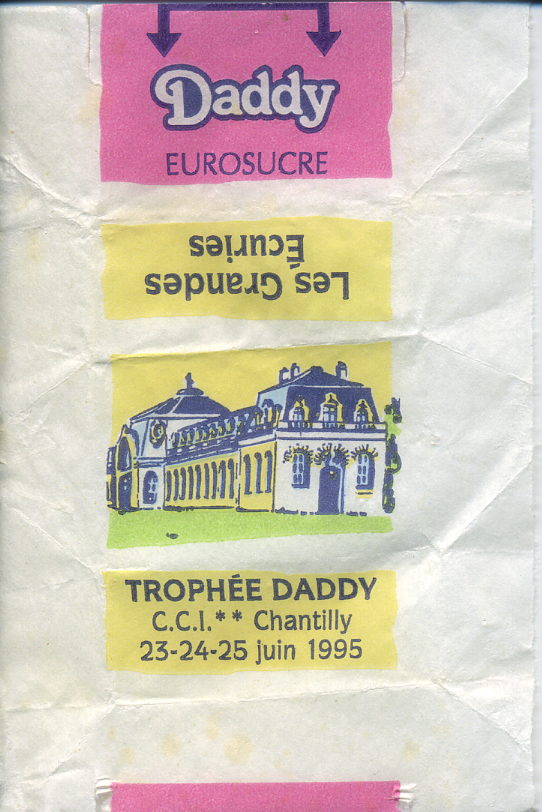 Daddy
EUROSUCRE
Les Grandes
Écuries
TROPHÉE DADDY
C.C.I.** Chantilly
23-24-25 juin 1995